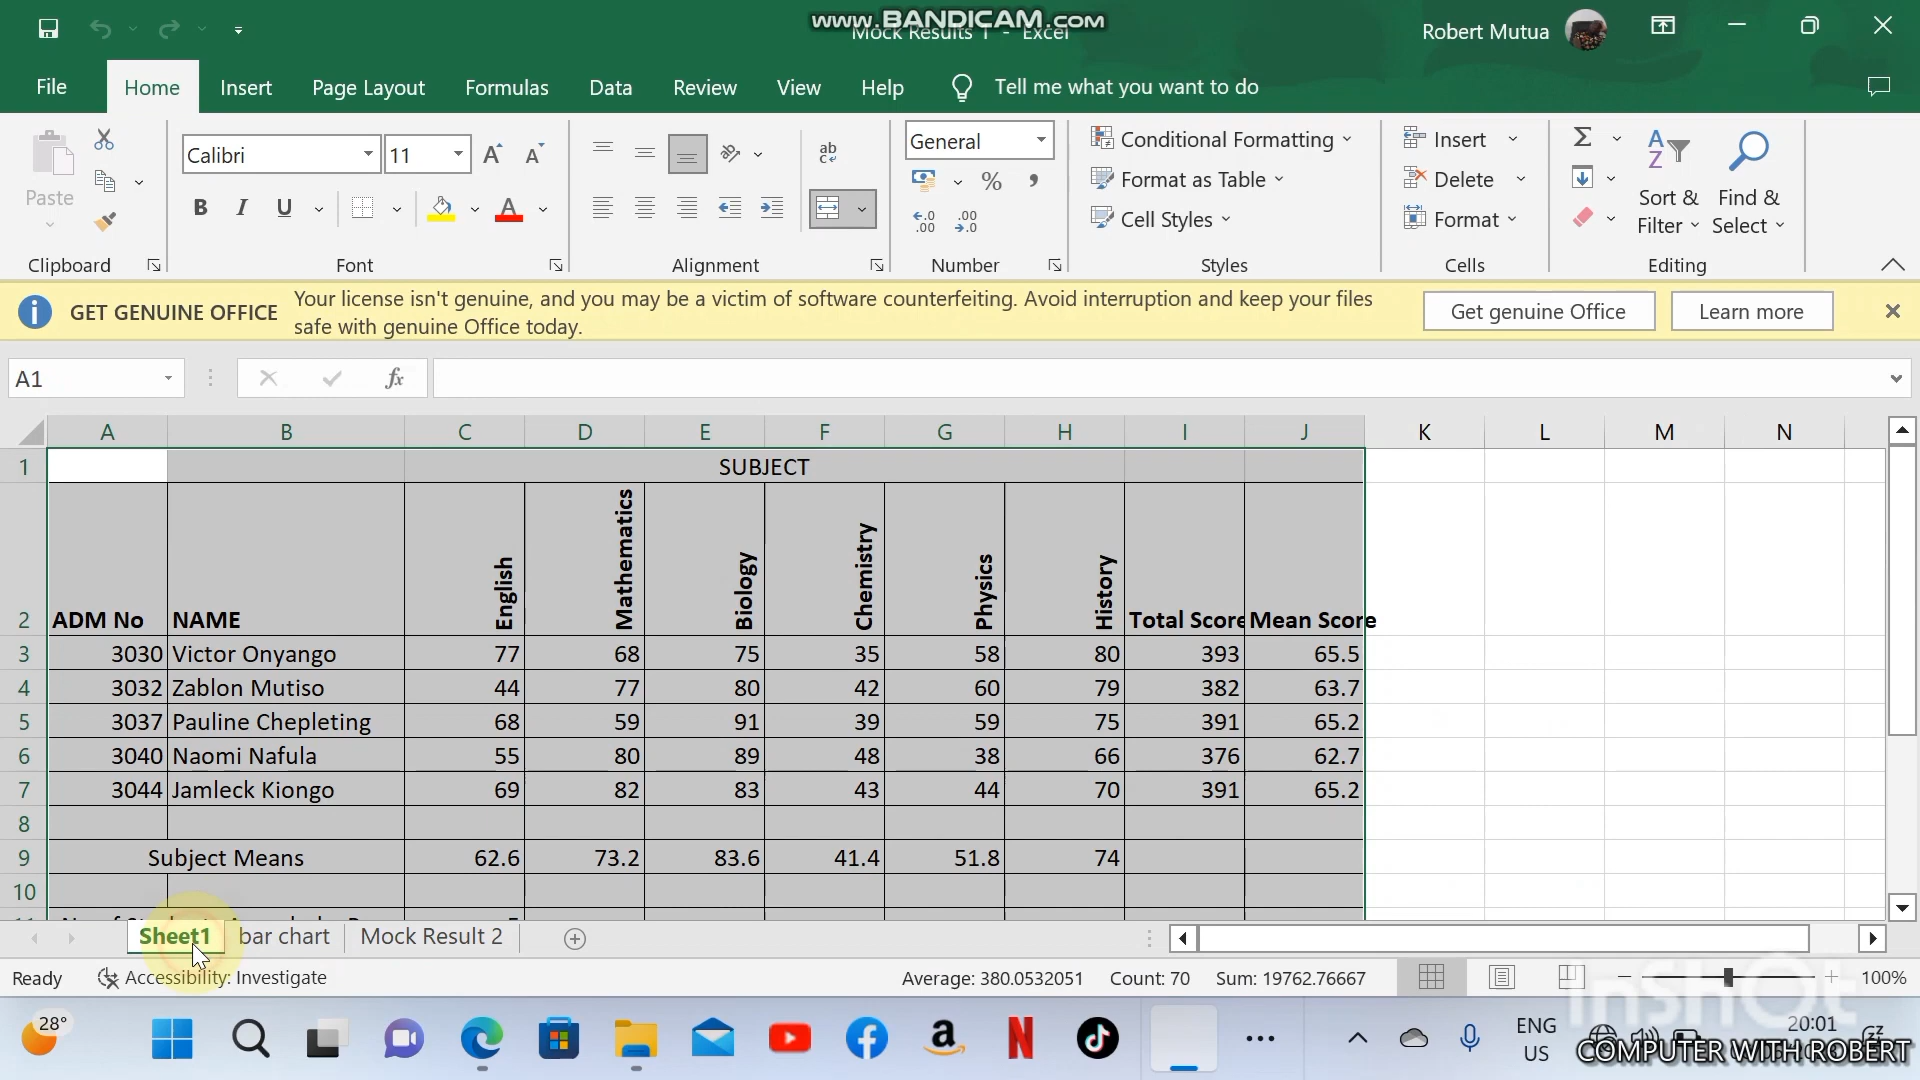 www.BANDICAM.com
Mock Results 1 - Excel
Robert Mutua
File Home Insert Page Layout Formulas Data Review View Help Tell me what you want to do
Paste
Calibri 11
General
Conditional Formatting
Format as Table
Cell Styles
Insert
Delete
Format
Sort & Filter
Find & Select
Clipboard Font Alignment Number Styles Cells Editing
GET GENUINE OFFICE Your license isn't genuine, and you may be a victim of software counterfeiting. Avoid interruption and keep your files
safe with genuine Office today.
Get genuine Office Learn more
A1 fx
A B C D E F G H I J K L M N
1 SUBJECT
2 ADM No NAME English Mathematics Biology Chemistry Physics History Total Score Mean Score
3 3030 Victor Onyango 77 68 75 35 58 80 393 65.5
4 3032 Zablon Mutiso 44 77 80 42 60 79 382 63.7
5 3037 Pauline Chepleting 68 59 91 39 59 75 391 65.2
6 3040 Naomi Nafula 55 80 89 48 38 66 376 62.7
7 3044 Jamleck Kiongo 69 82 83 43 44 70 391 65.2
8
9 Subject Means 62.6 73.2 83.6 41.4 51.8 74
10
Sheet1 bar chart Mock Result 2
Ready Accessibility: Investigate Average: 380.0532051 Count: 70 Sum: 19762.76667 100%
InShOt
28° ENG US 20:01
COMPUTER WITH ROBERT